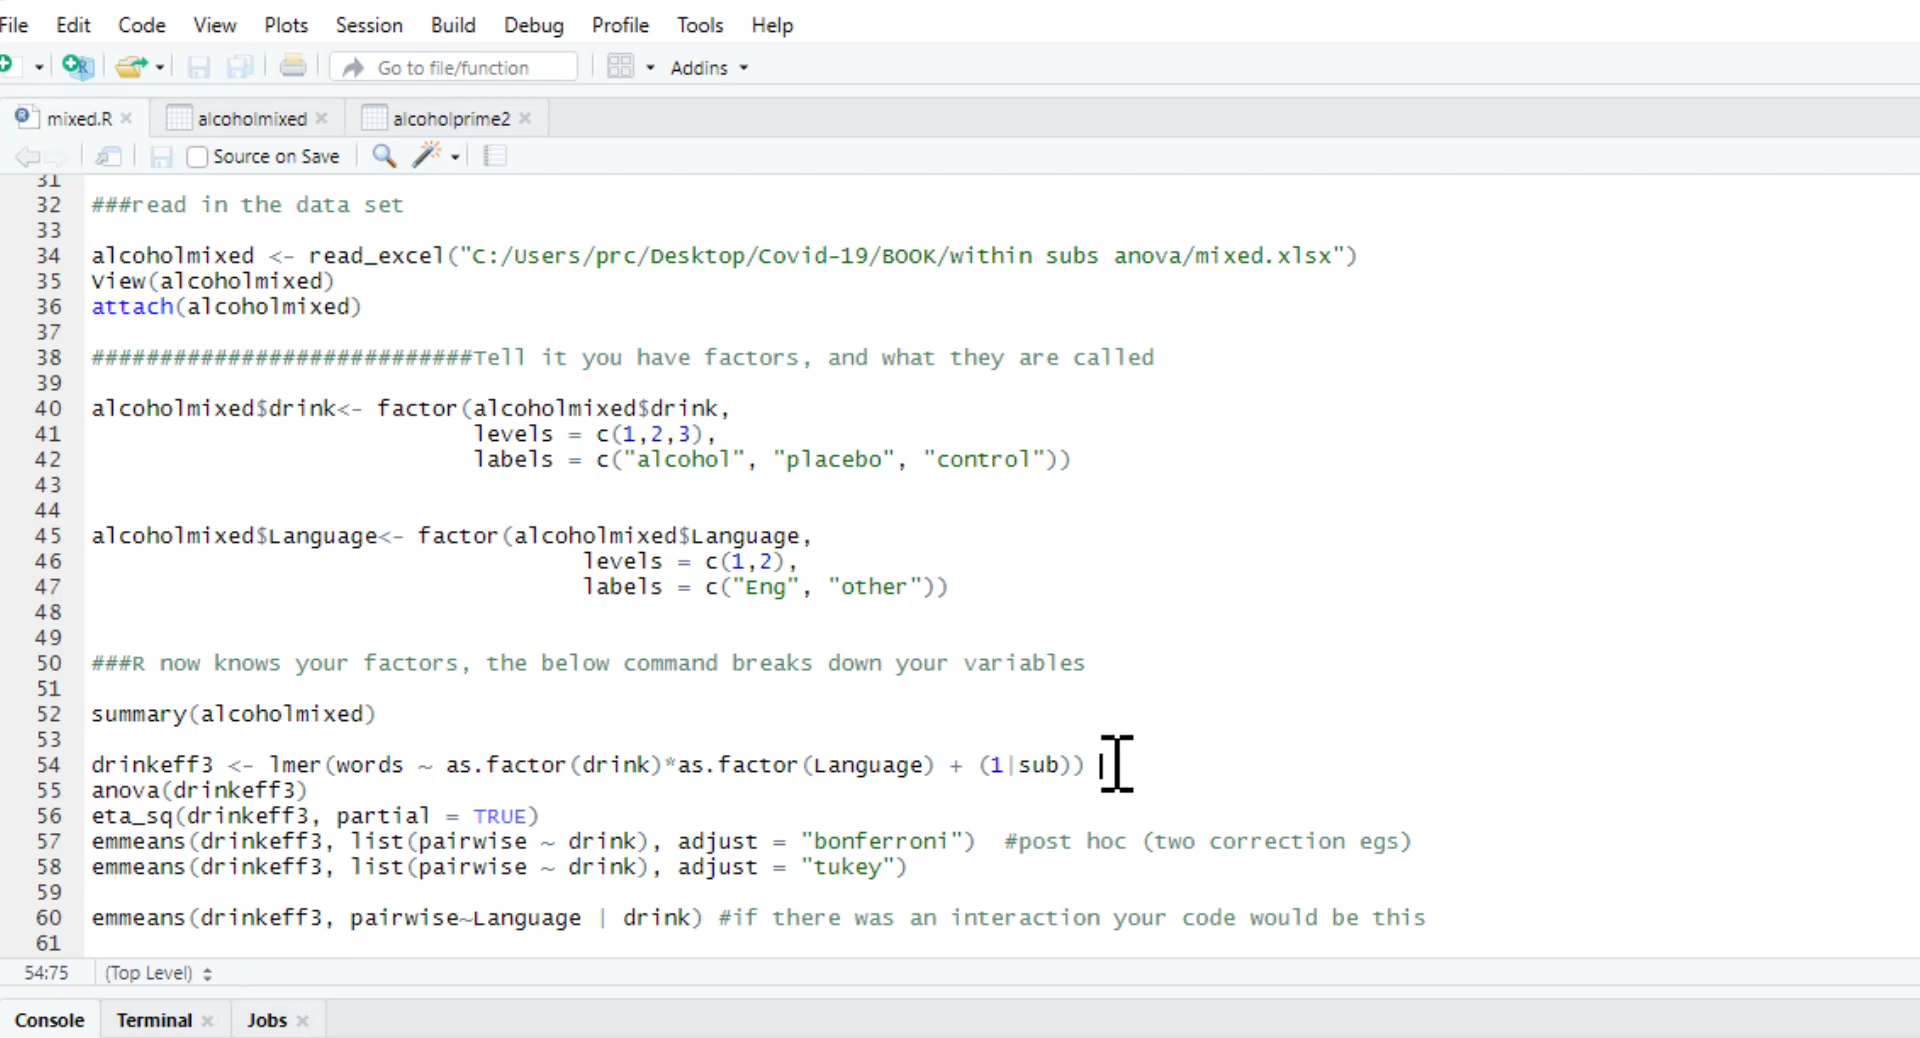 File Edit Code View Plots Session Build Debug Profile Tools Help
Go to file/function Addins
mixed.R alcoholmixed alcoholprime2
Source on Save
31
32 ###read in the data set
33
34 alcoholmixed <- read_excel("C:/Users/prc/Desktop/Covid-19/BOOK/within subs anova/mixed.xlsx")
35 View(alcoholmixed)
36 attach(alcoholmixed)
37
38 ############################Tell it you have factors, and what they are called
39
40 alcoholmixed$drink<- factor(alcoholmixed$drink,
41 levels = c(1,2,3),
42 labels = c("alcohol", "placebo", "control"))
43
44
45 alcoholmixed$Language<- factor(alcoholmixed$Language,
46 levels = c(1,2),
47 labels = c("Eng", "other"))
48
49
50 ###R now knows your factors, the below command breaks down your variables
51
52 summary(alcoholmixed)
53
54 drinkeff3 <- lmer(words ~ as.factor(drink)*as.factor(Language) + (1|sub))
55 anova(drinkeff3)
56 eta_sq(drinkeff3, partial = TRUE)
57 emmeans(drinkeff3, list(pairwise ~ drink), adjust = "bonferroni") #post hoc (two correction egs)
58 emmeans(drinkeff3, list(pairwise ~ drink), adjust = "tukey")
59
60 emmeans(drinkeff3, pairwise~Language | drink) #if there was an interaction your code would be this
61
54:75 (Top Level)
Console Terminal Jobs